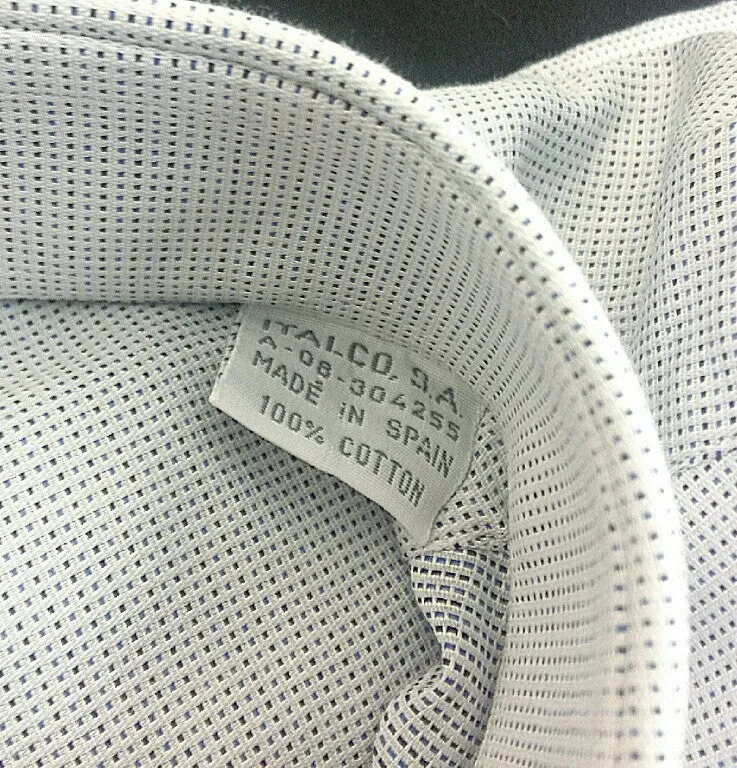 ITALCO, S.A
A-08-304255
MADE IN SPAIN
100% COTTON